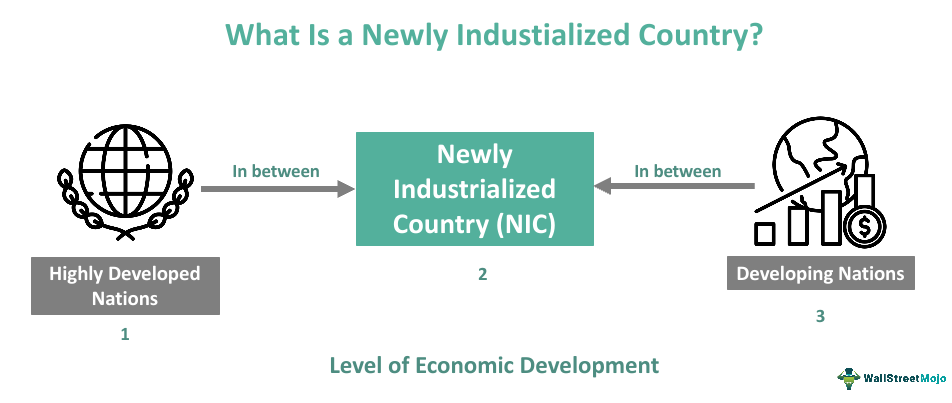 What Is a Newly Industialized Country?
In between
Newly
Industrialized
Country (NIC)
In between
$
Highly Developed
Nations
2
Developing Nations
1
3
Level of Economic Development
WallStreetMojo